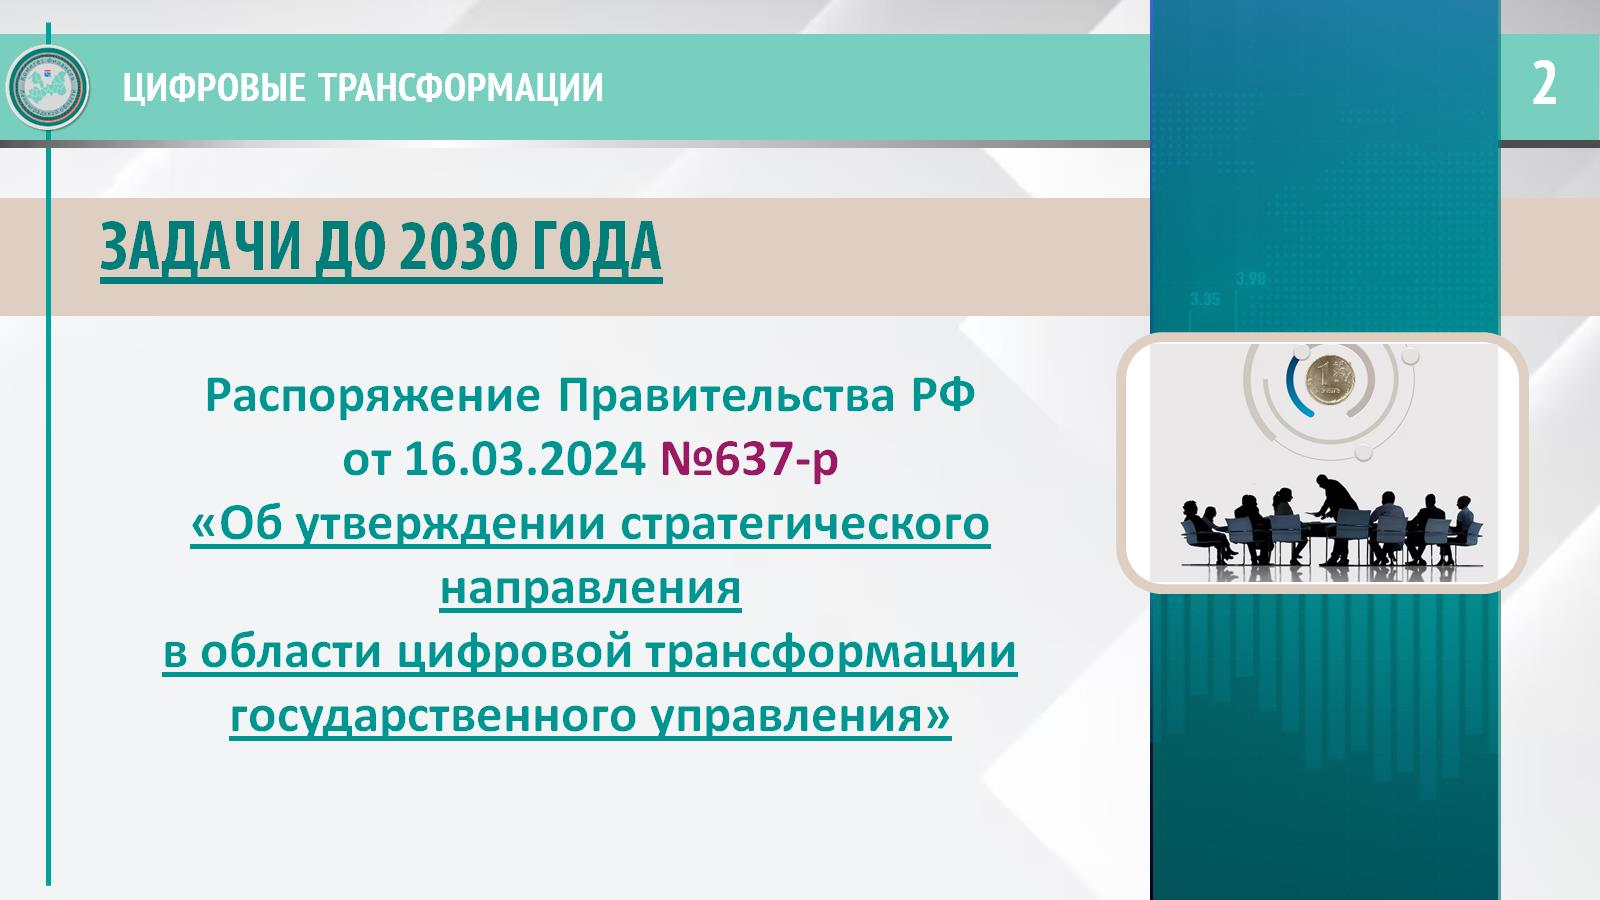 ЦИФРОВЫЕ ТРАНСФОРМАЦИИ
2
ЗАДАЧИ ДО 2030 ГОДА
3.98
3.35
Распоряжение Правительства РФ
от 16.03.2024 №637-р
«Об утверждении стратегического
направления
в области цифровой трансформации
государственного управления»
1